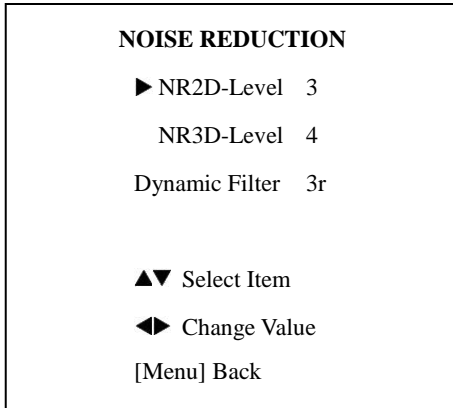 NOISE REDUCTION
▶ NR2D-Level 3
NR3D-Level 4
Dynamic Filter 3r
▲▼ Select Item
◀▶ Change Value
[Menu] Back